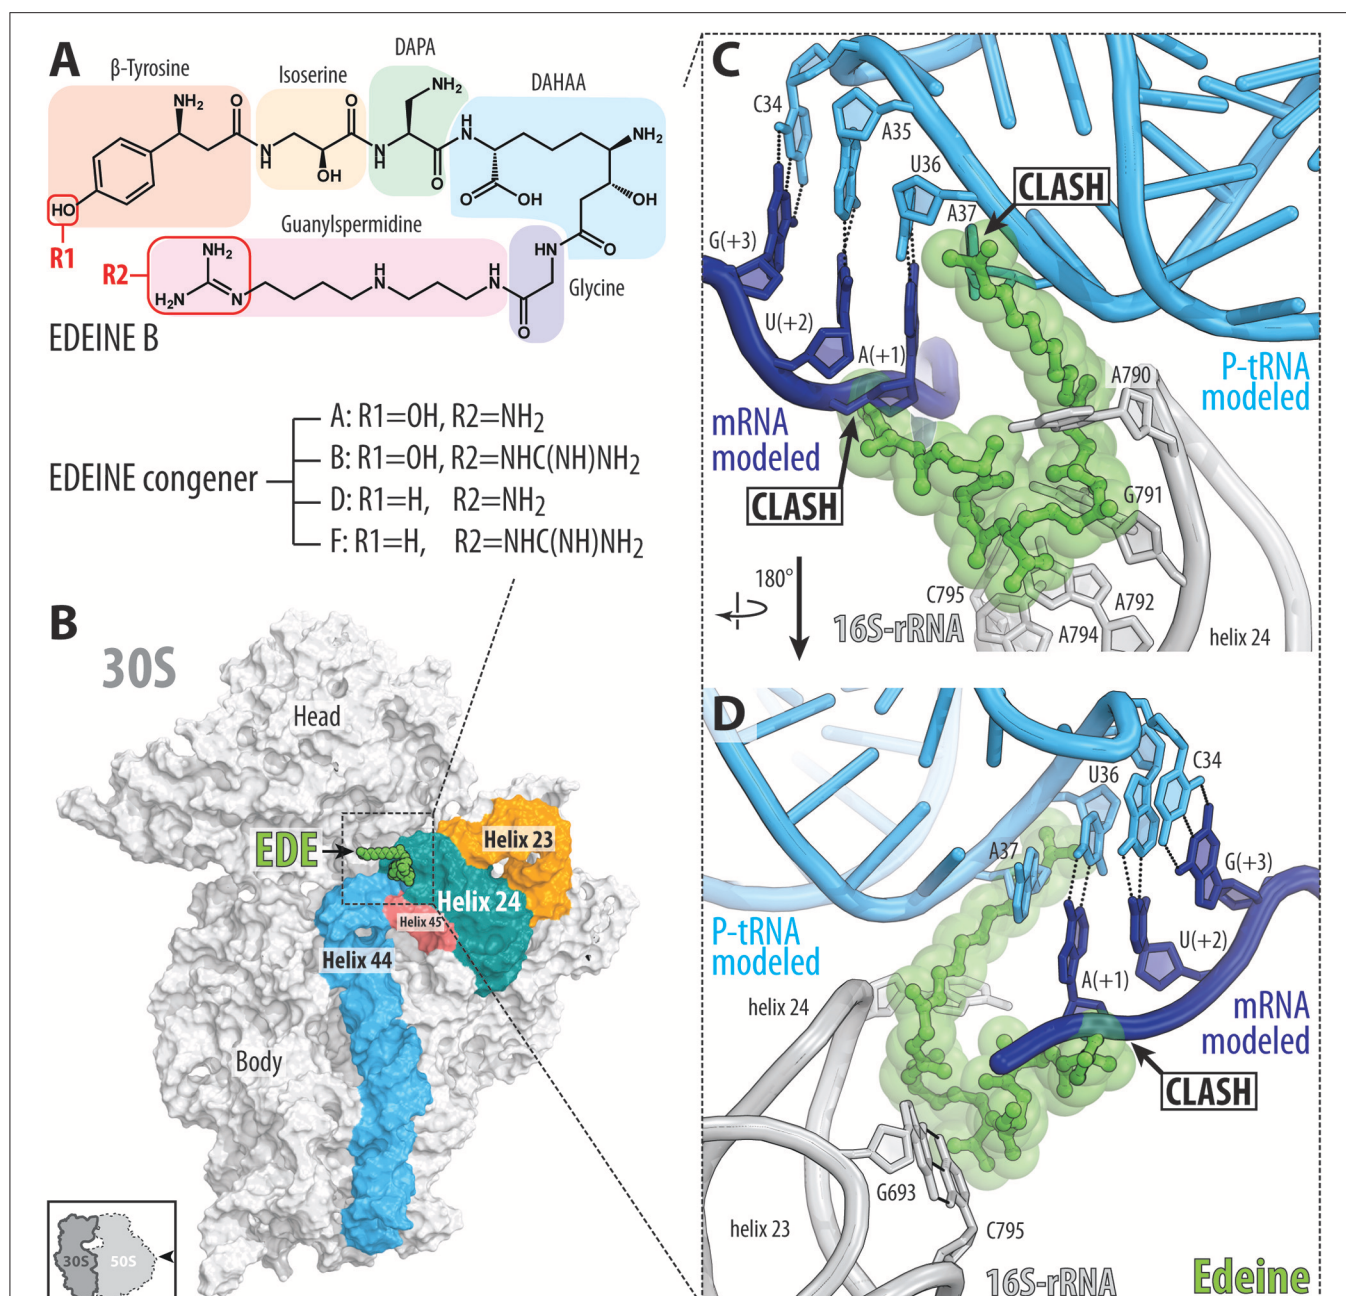 A
β-Tyrosine
Isoserine
DAPA
DAHAA
NH2
O
O
NH2
H
N
NH2
N
H
OH
N
H
O
O
OH
OH
HO
R1
Guanylspermidine
NH
O
R2
NH2
H2N
N
H
N
H
N
O
Glycine
EDEINE B
EDEINE congener
A: R1=OH, R2=NH2
B: R1=OH, R2=NHC(NH)NH2
D: R1=H, R2=NH2
F: R1=H, R2=NHC(NH)NH2
B
30S
Head
EDE
Helix 23
Helix 24
Helix 45
Helix 44
Body
30S
50S
C
C34
A35
U36
CLASH
A37
G(+3)
U(+2)
A(+1)
P-tRNA
modeled
A790
mRNA
modeled
CLASH
G791
180°
C795
A792
16S-rRNA
A794
helix 24
D
U36
C34
A37
G(+3)
P-tRNA
modeled
U(+2)
A(+1)
helix 24
mRNA
modeled
CLASH
G693
helix 23
C795
16S-rRNA
Edeine